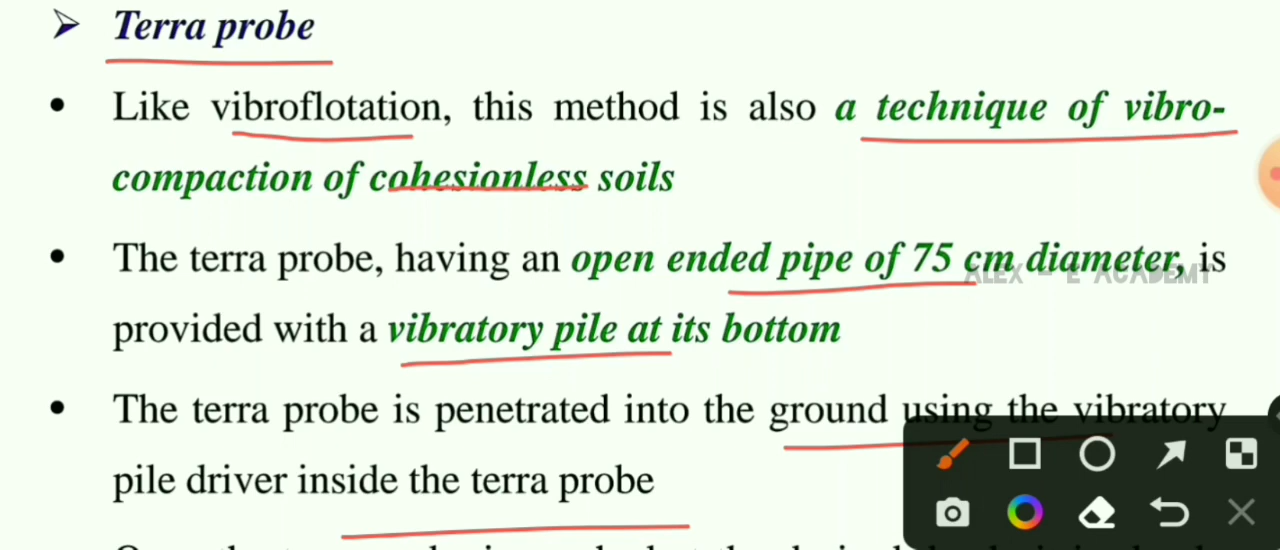 Terra probe
• Like vibroflotation, this method is also a technique of vibro-
compaction of cohesionless soils
• The terra probe, having an open ended pipe of 75 cm diameter, is
ALEX - E ACADEMY
provided with a vibratory pile at its bottom
• The terra probe is penetrated into the ground using the vibratory
pile driver inside the terra probe